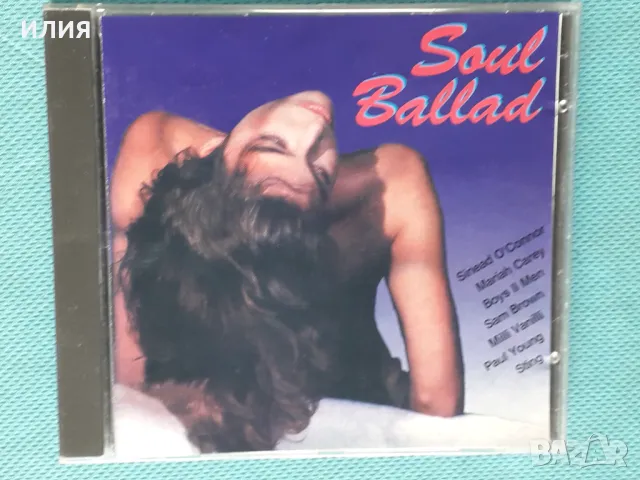 илия
Soul
Ballad
Sinead O'Connor
Mariah Carey
Boys II Men
Sam Brown
Milli Vanilli
Paul Young
Sting
BAZAR